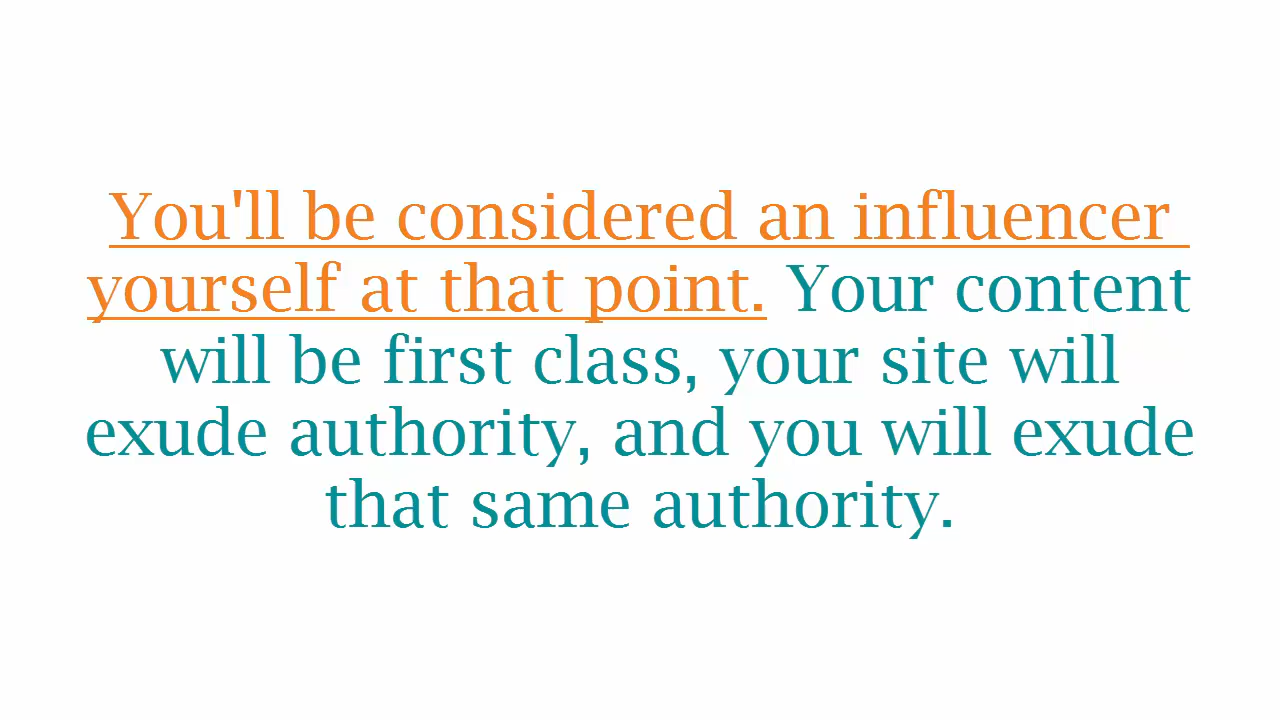 You'll be considered an influencer
yourself at that point. Your content
will be first class, your site will
exude authority, and you will exude
that same authority.